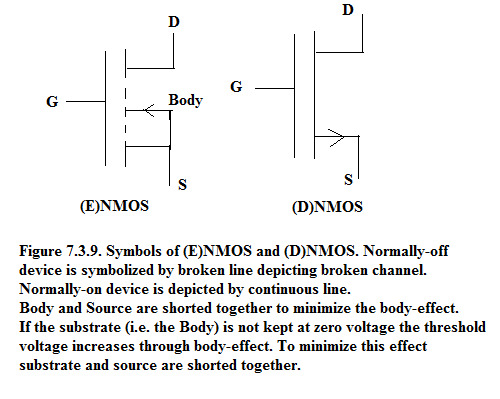 D
D
G
Body
G
S
S
(E)NMOS
(D)NMOS
Figure 7.3.9. Symbols of (E)NMOS and (D)NMOS. Normally-off
device is symbolized by broken line depicting broken channel.
Normally-on device is depicted by continuous line.
Body and Source are shorted together to minimize the body-effect.
If the substrate (i.e. the Body) is not kept at zero voltage the threshold
voltage increases through body-effect. To minimize this effect
substrate and source are shorted together.